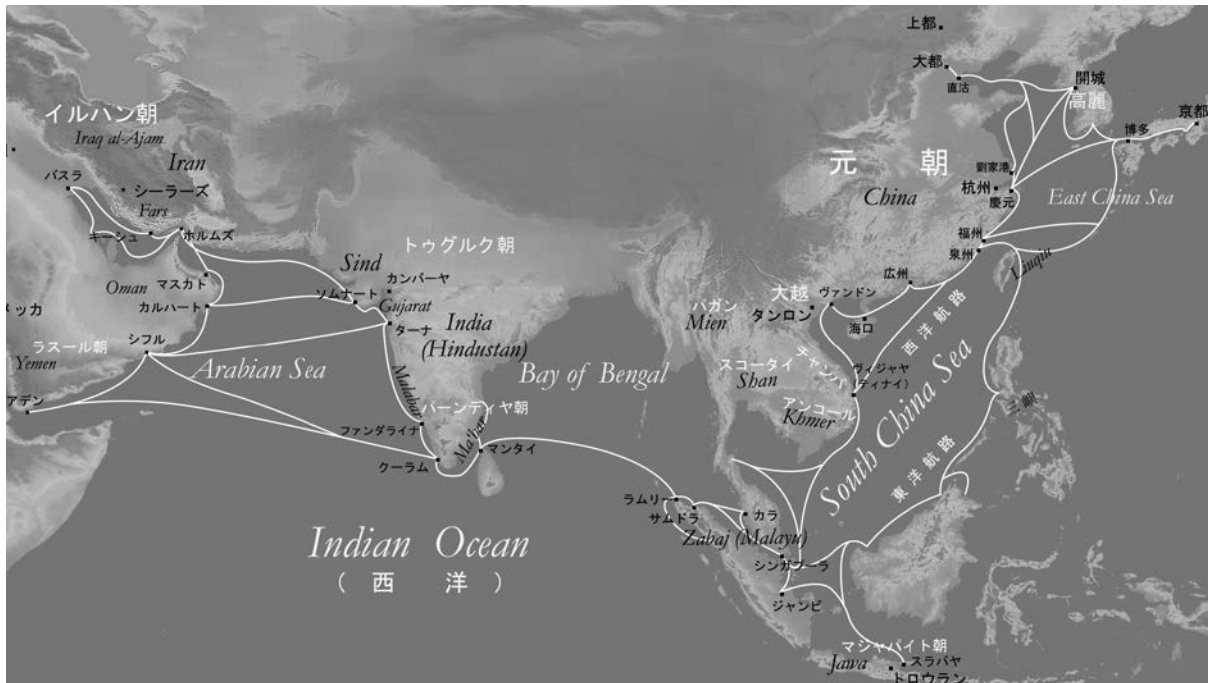 上都
大都
直沽
開城
高麗
京都
博多
イルハン朝
Iraq al-Ajam
Iran
バスラ
シーラーズ
Fars
キーシュ
ホルムズ
元朝
China
劉家港
杭州
慶元
East China Sea
福州
泉州
Liuqiu
トゥグルク朝
Sind
カンバーヤ
ソムナート
Gujarat
ターナ
India
(Hindustan)
マスカト
Oman
カルハート
メッカ
シフル
ラスール朝
Yemen
アデン
Arabian Sea
Malabar
パーンディヤ朝
Ma'bar
ファンダライナ
クーラム
マンタイ
Bay of Bengal
広州
大越
ヴァンドン
タンロン
海口
パガン
Mien
西洋航路
スコータイ
Shan
チャンパ
ヴィジャヤ
(ティナイ)
アンコール
Khmer
South China Sea
三嶼
東洋航路
ラムリー
サムドラ
カラ
Zabaj (Malayu)
シンガプーラ
ジャンビ
Indian Ocean
(西洋)
マジャパイト朝
Jawa
スラバヤ
トロウラン